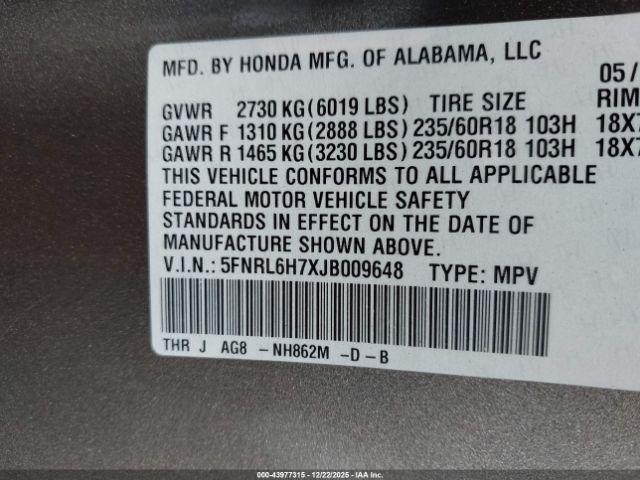 MFD. BY HONDA MFG. OF ALABAMA, LLC
05/
GVWR 2730 KG(6019 LBS) TIRE SIZE RIM
GAWR F 1310 KG(2888 LBS) 235/60R18 103H 18X7
GAWR R 1465 KG(3230 LBS) 235/60R18 103H 18X7
THIS VEHICLE CONFORMS TO ALL APPLICABLE
FEDERAL MOTOR VEHICLE SAFETY
STANDARDS IN EFFECT ON THE DATE OF
MANUFACTURE SHOWN ABOVE.
V.I.N.: 5FNRL6H7XJB009648 TYPE: MPV
THR J AG8 -NH862M -D-B
000-43977315 - 12/22/2025 - IAA Inc.